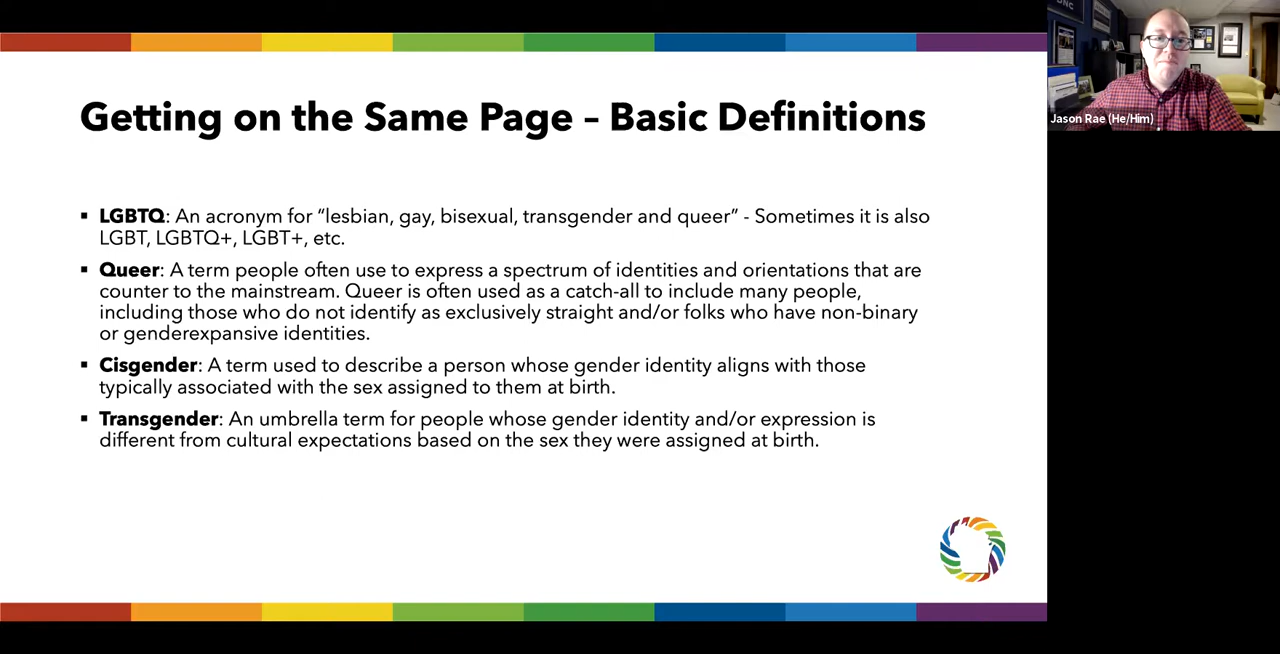 Getting on the Same Page – Basic Definitions
▪ LGBTQ: An acronym for “lesbian, gay, bisexual, transgender and queer” - Sometimes it is also
LGBT, LGBTQ+, LGBT+, etc.
▪ Queer: A term people often use to express a spectrum of identities and orientations that are
counter to the mainstream. Queer is often used as a catch-all to include many people,
including those who do not identify as exclusively straight and/or folks who have non-binary
or genderexpansive identities.
▪ Cisgender: A term used to describe a person whose gender identity aligns with those
typically associated with the sex assigned to them at birth.
▪ Transgender: An umbrella term for people whose gender identity and/or expression is
different from cultural expectations based on the sex they were assigned at birth.
Jason Rae (He/Him)